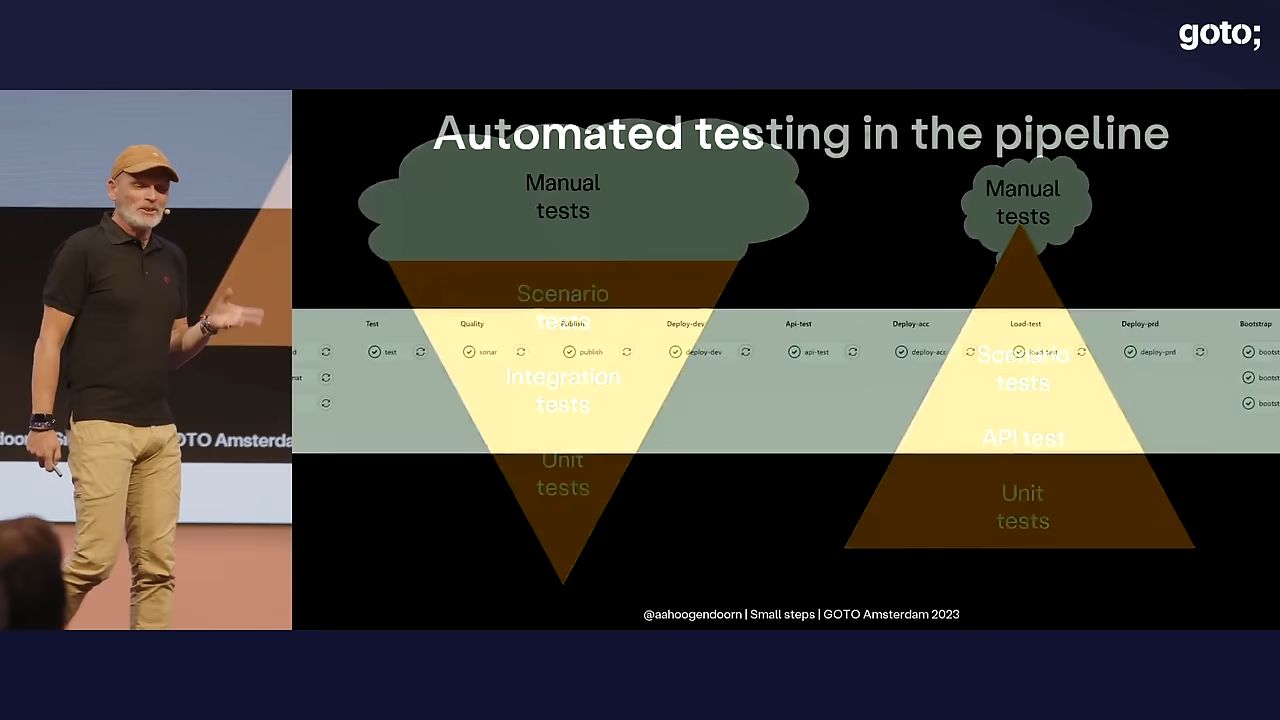 goto;
Automated testing in the pipeline
Manual
tests
Manual
tests
Scenario
tests
Test
Quality
Publish
Deploy-dev
Api-test
Deploy-acc
Load-test
Deploy-prd
Bootstrap
test
sonar
publish
deploy-dev
api-test
deploy-acc
load-test
deploy-prd
Scenario
tests
Integration
tests
API test
Unit
tests
Unit
tests
GOTO Amsterda
@aahoogendoorn | Small steps | GOTO Amsterdam 2023